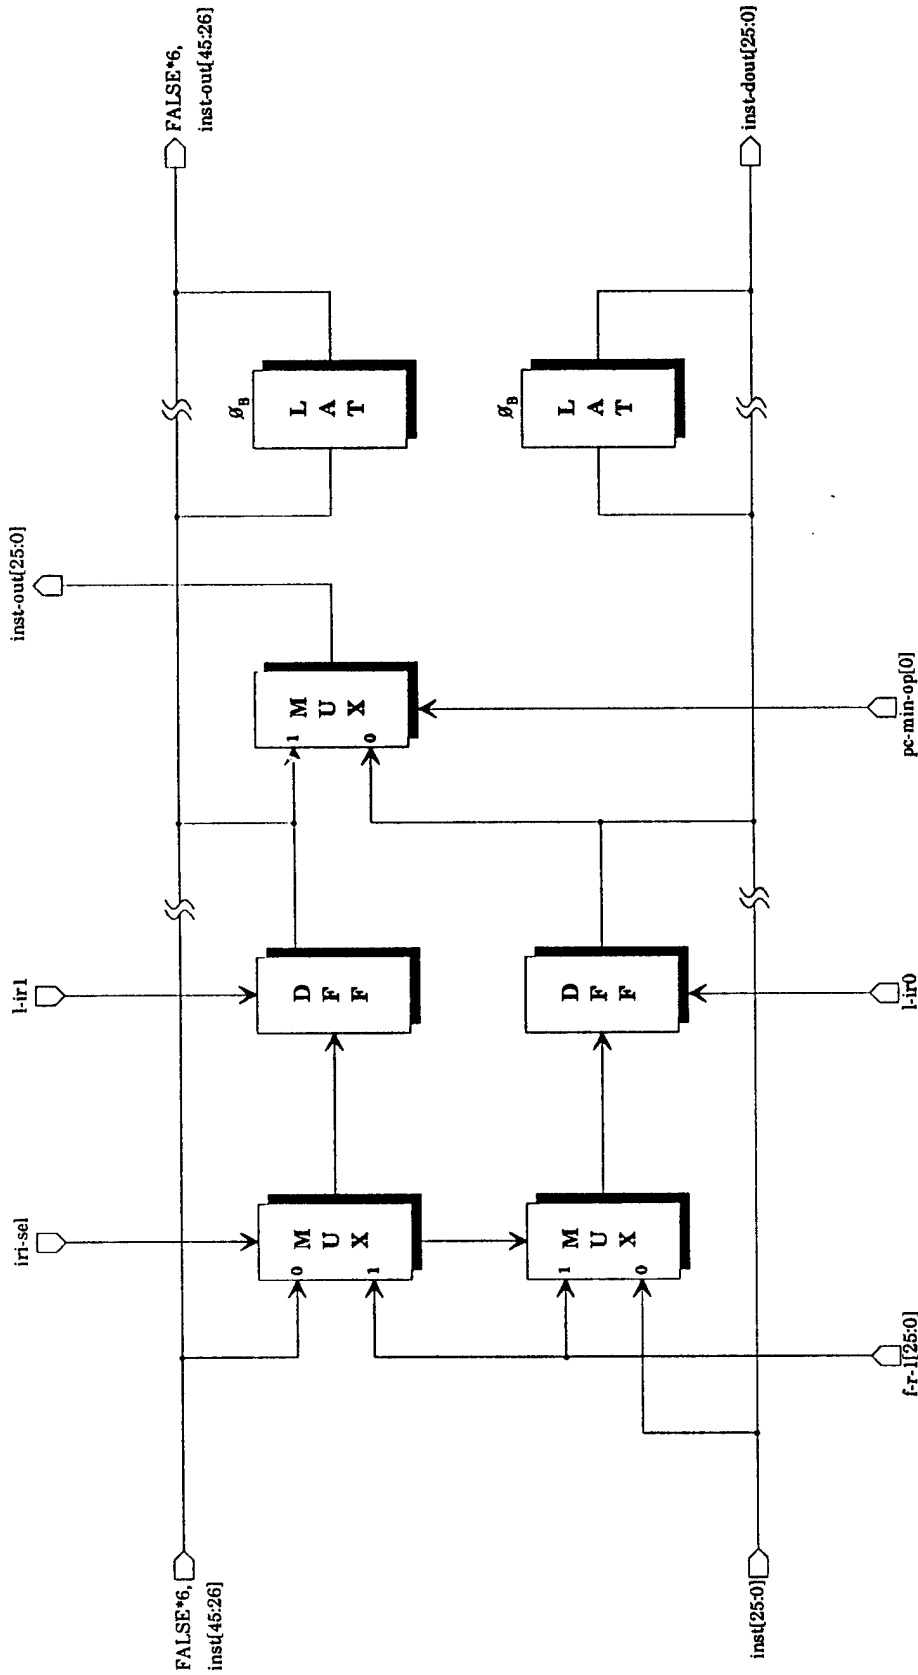 FALSE*6,
inst-out[45:26]
inst-dout[25:0]
Ø B
L
A
T
Ø B
L
A
T
inst-out[25:0]
1
M
U
X
0
pc-min-op[0]
l-ir1
D
F
F
D
F
F
l-ir0
iri-sel
0
M
U
X
1
1
M
U
X
0
f-r-1[25:0]
FALSE*6,
inst[45:26]
inst[25:0]